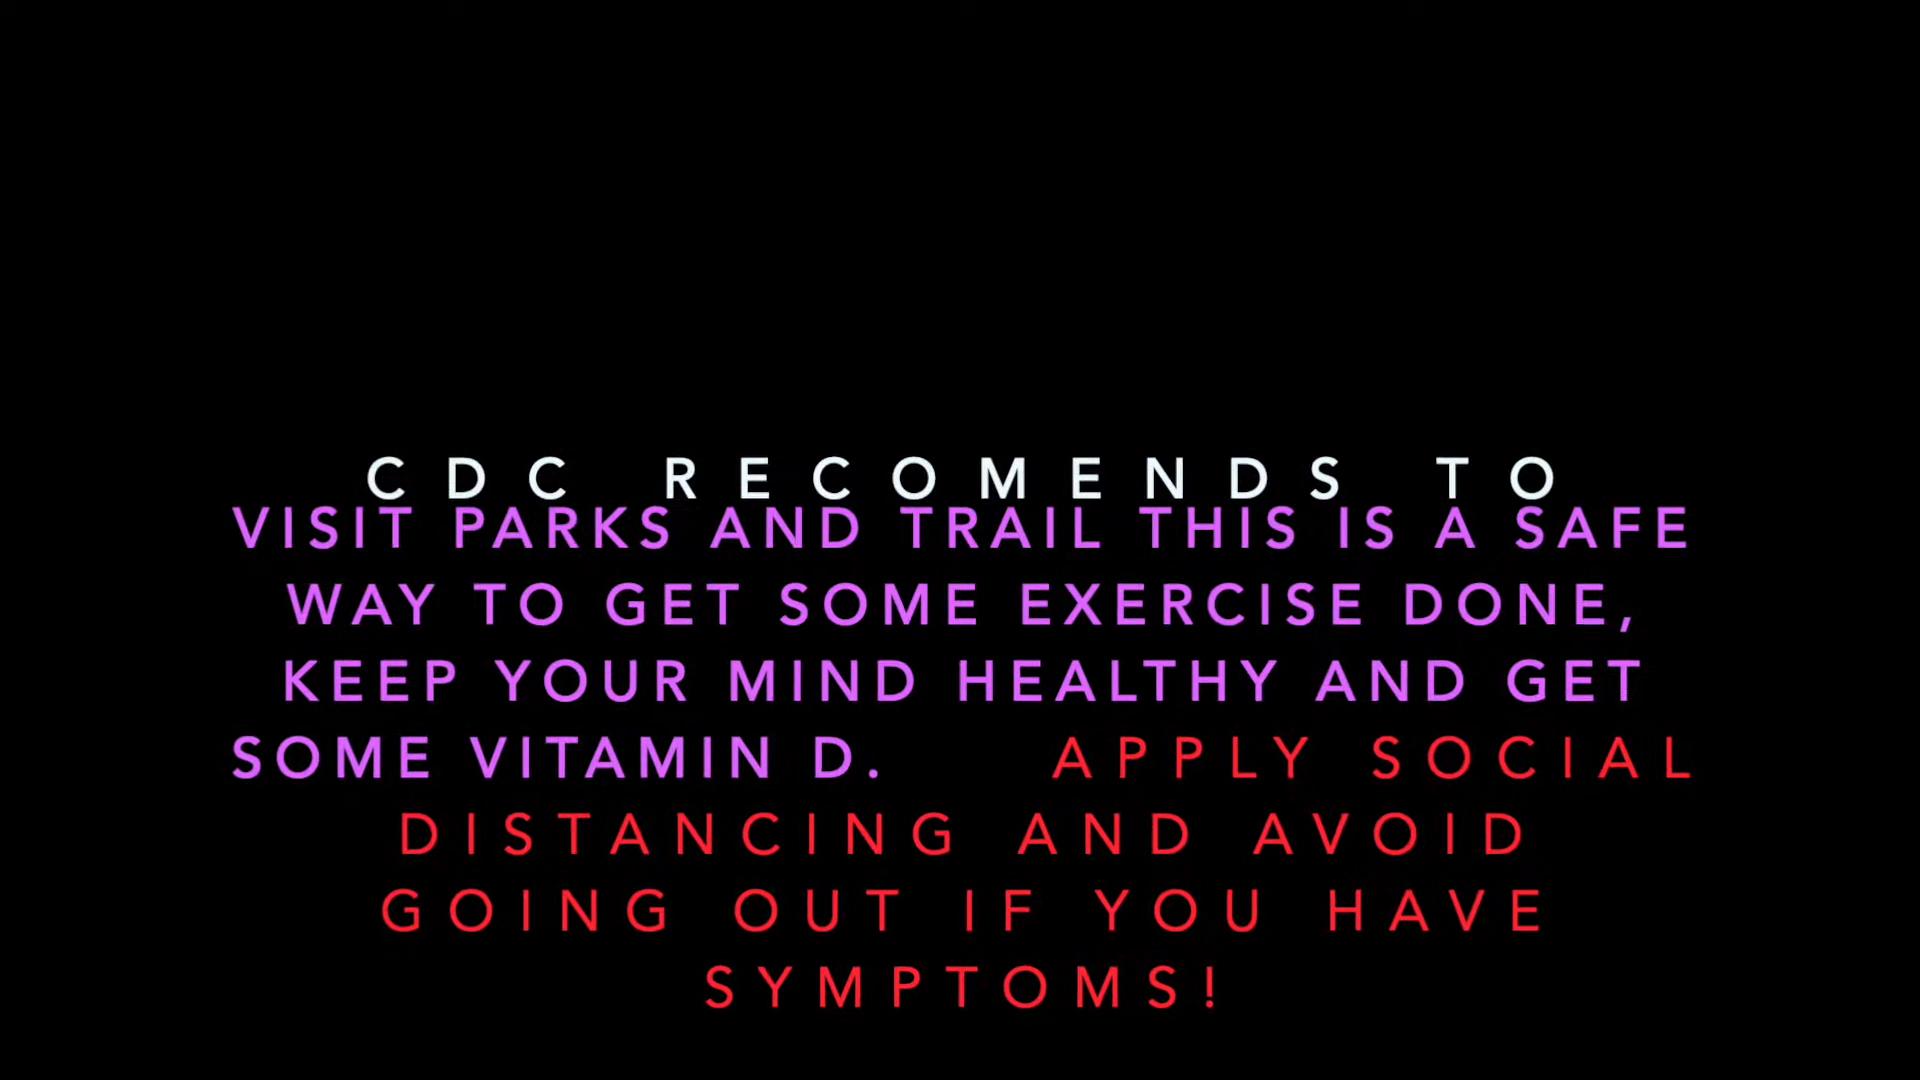 CDC RECOMENDS TO
VISIT PARKS AND TRAIL THIS IS A SAFE
WAY TO GET SOME EXERCISE DONE,
KEEP YOUR MIND HEALTHY AND GET
SOME VITAMIN D. APPLY SOCIAL
DISTANCING AND AVOID
GOING OUT IF YOU HAVE
SYMPTOMS!